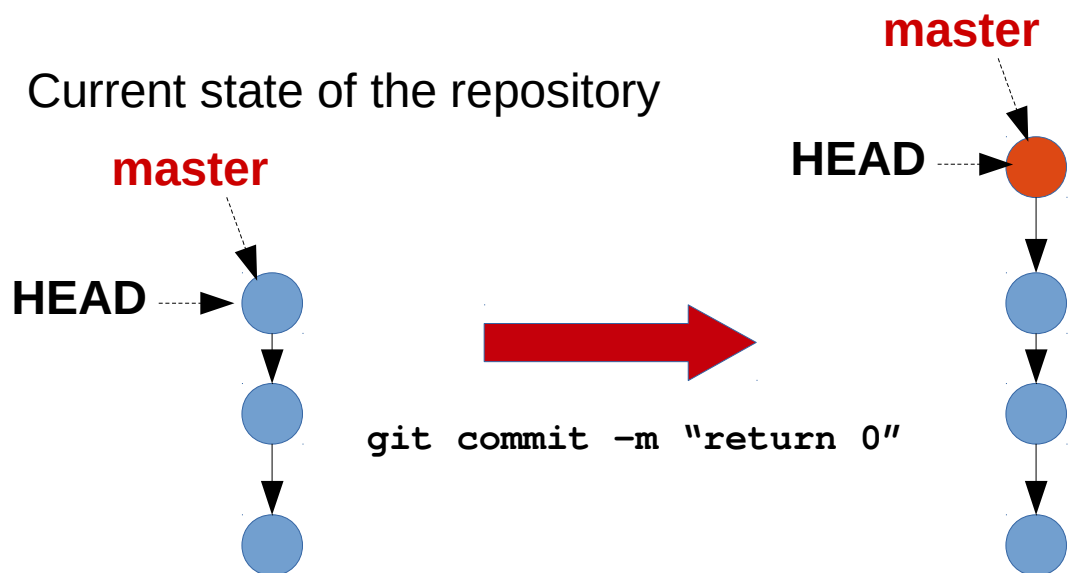 Current state of the repository
master
HEAD
git commit –m “return 0”
master
HEAD